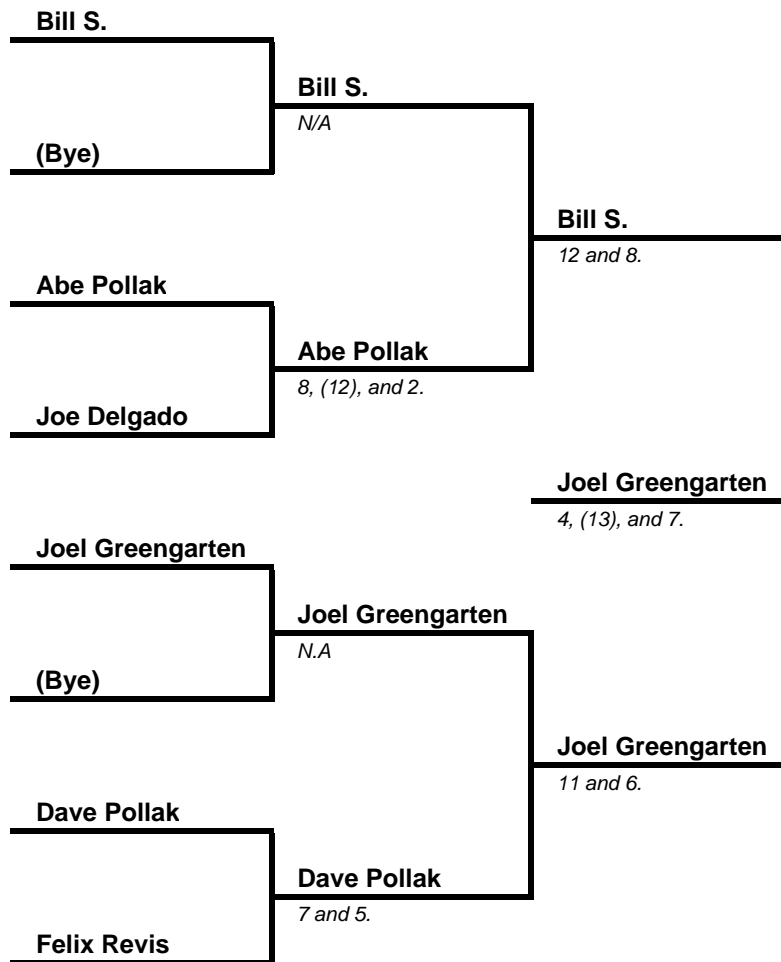 Bill S.
Bill S.
N/A
(Bye)
Bill S.
12 and 8.
Abe Pollak
Abe Pollak
8, (12), and 2.
Joe Delgado
Joel Greengarten
4, (13), and 7.
Joel Greengarten
Joel Greengarten
N.A
(Bye)
Joel Greengarten
11 and 6.
Dave Pollak
Dave Pollak
7 and 5.
Felix Revis